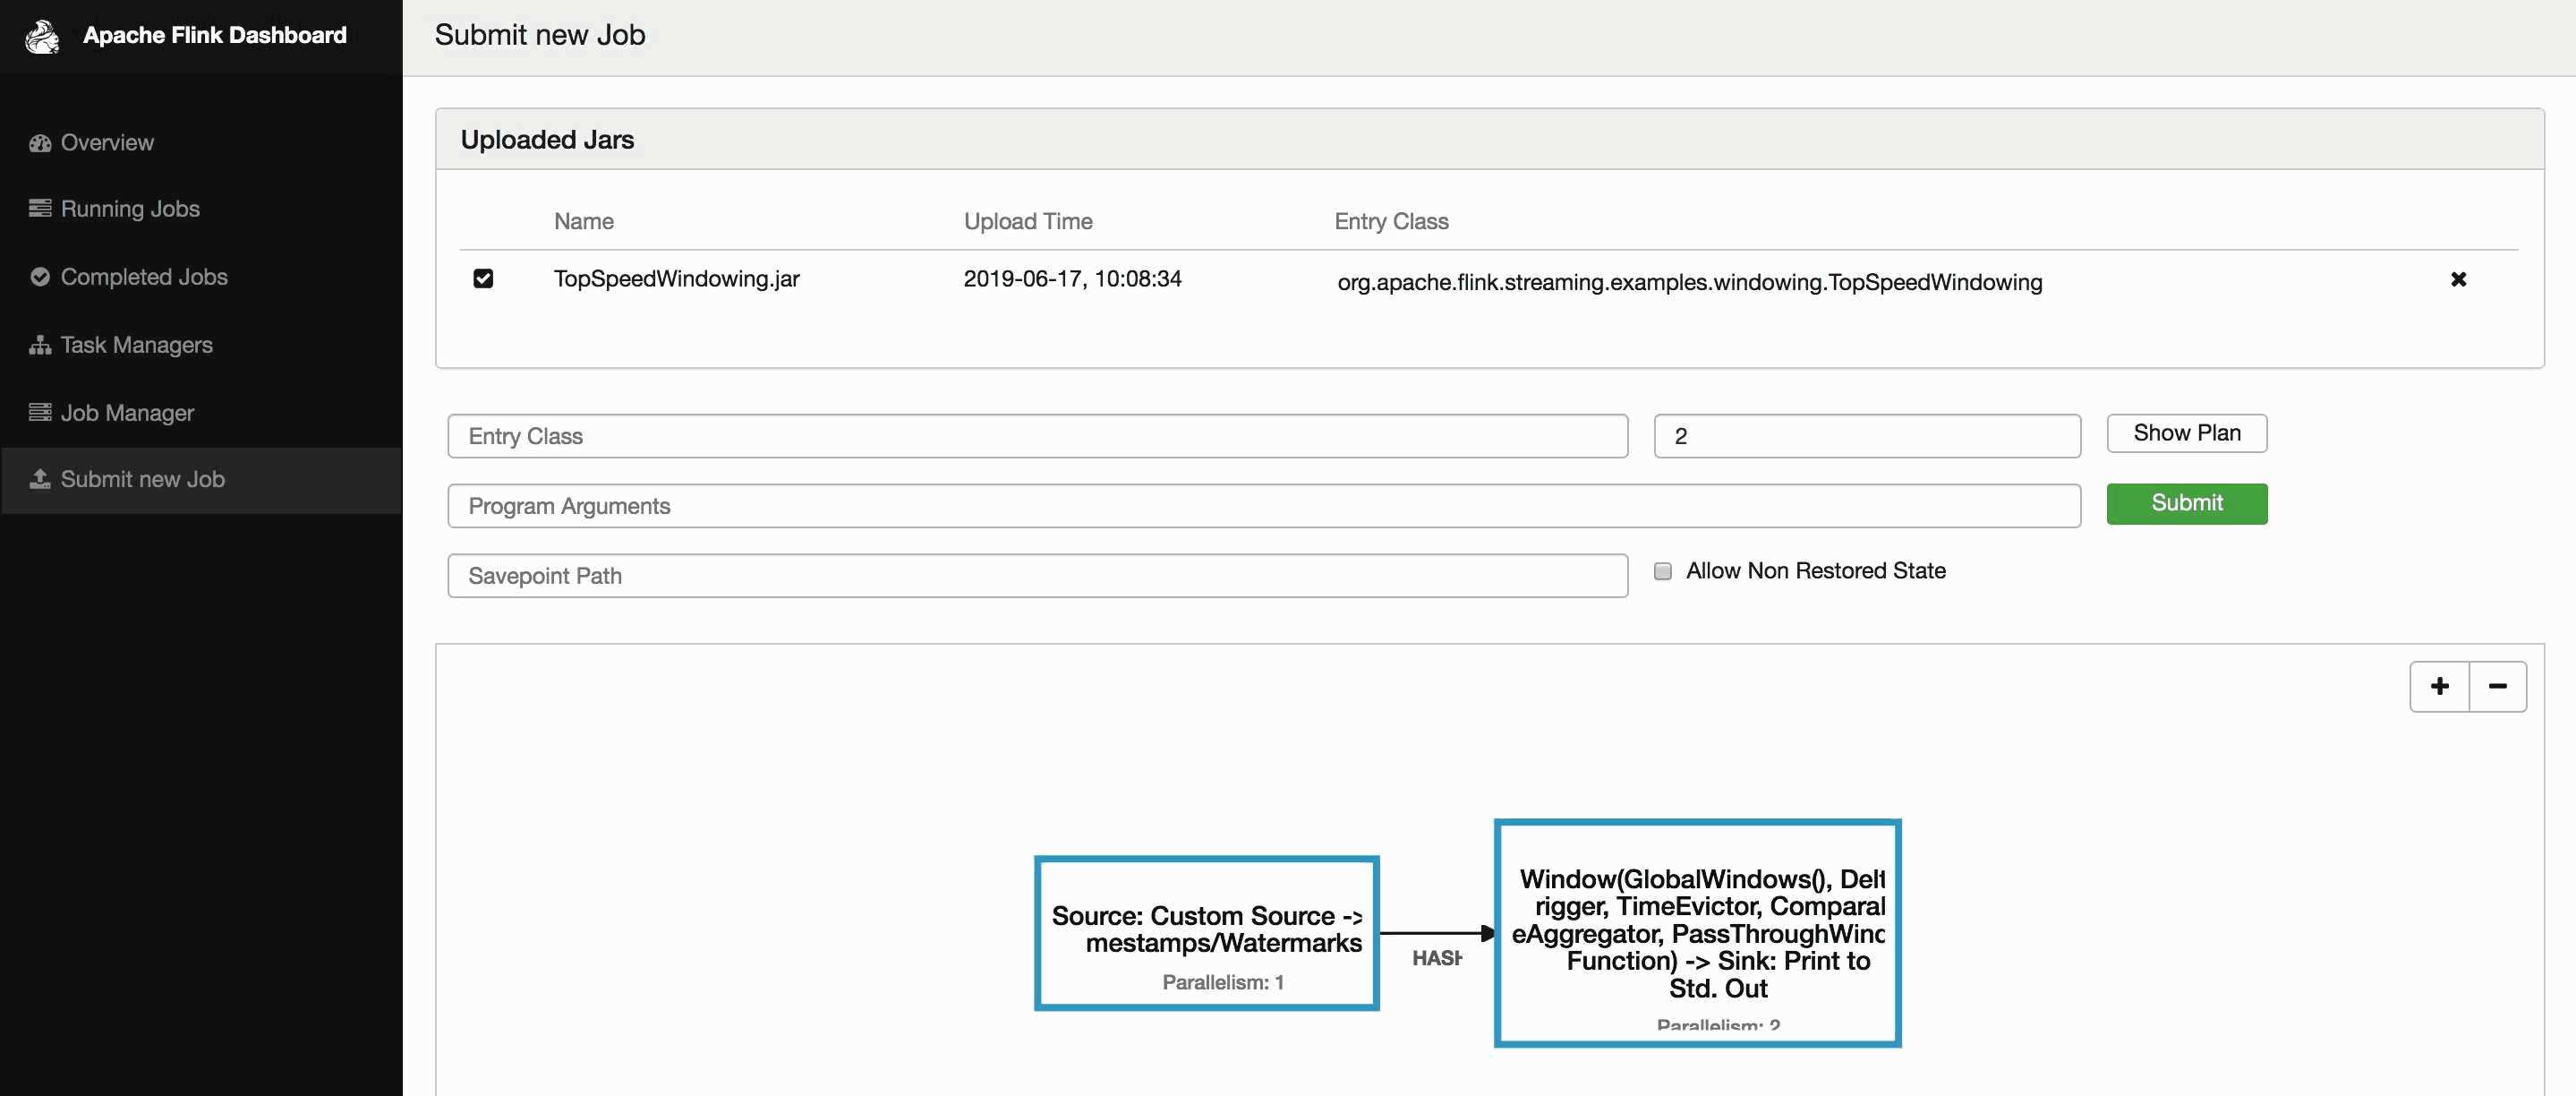 Apache Flink Dashboard
Submit new Job
Overview
Running Jobs
Completed Jobs
Task Managers
Job Manager
Submit new Job
Uploaded Jars
Name Upload Time Entry Class
TopSpeedWindowing.jar 2019-06-17, 10:08:34 org.apache.flink.streaming.examples.windowing.TopSpeedWindowing
Entry Class 2 Show Plan
Program Arguments Submit
Savepoint Path Allow Non Restored State
Source: Custom Source ->
mestamps/Watermarks
Parallelism: 1
HASH
Window(GlobalWindows(), Delt
rigger, TimeEvictor, Comparal
eAggregator, PassThroughWind
Function) -> Sink: Print to
Std. Out
Parallelism: 2